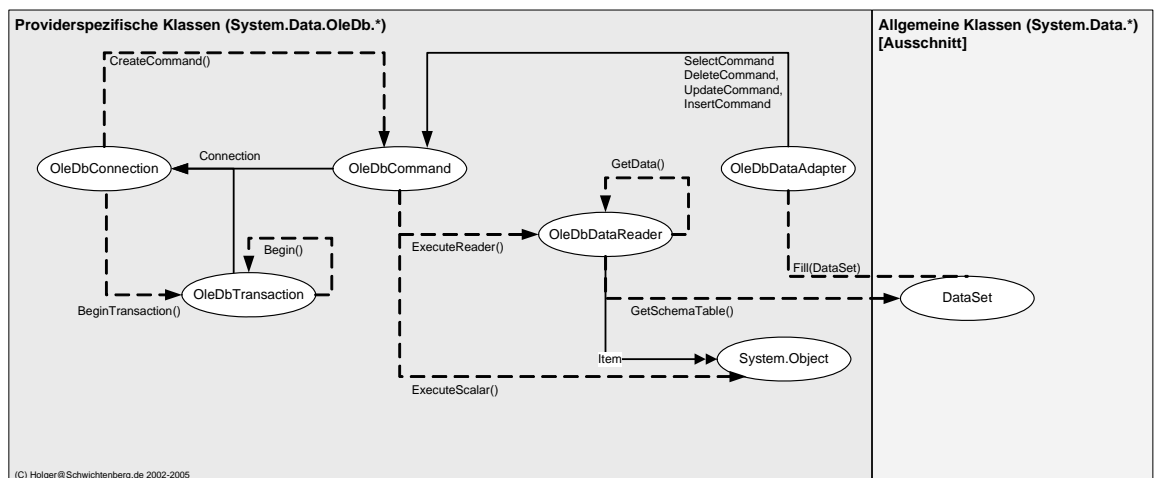 Providerspezifische Klassen (System.Data.OleDb.*)
Allgemeine Klassen (System.Data.*)
[Ausschnitt]
CreateCommand()
SelectCommand
DeleteCommand,
UpdateCommand,
InsertCommand
OleDbConnection
Connection
OleDbCommand
GetData()
OleDbDataAdapter
ExecuteReader()
OleDbDataReader
Begin()
Fill(DataSet)
OleDbTransaction
BeginTransaction()
GetSchemaTable()
DataSet
Item
System.Object
ExecuteScalar()
(C) Holger@Schwichtenberg.de 2002-2005